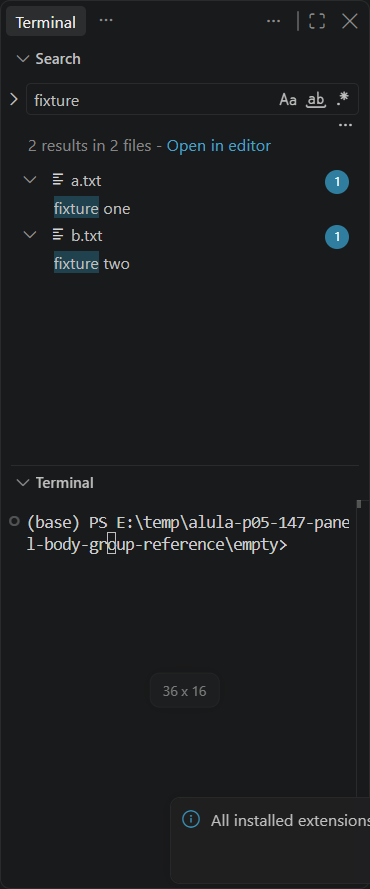 Terminal
Search
fixture
Aa ab .*
2 results in 2 files - Open in editor
a.txt 1
fixture one
b.txt 1
fixture two
Terminal
(base) PS E:\temp\alula-p05-147-pane
l-body-group-reference\empty>
36 x 16
All installed extensions